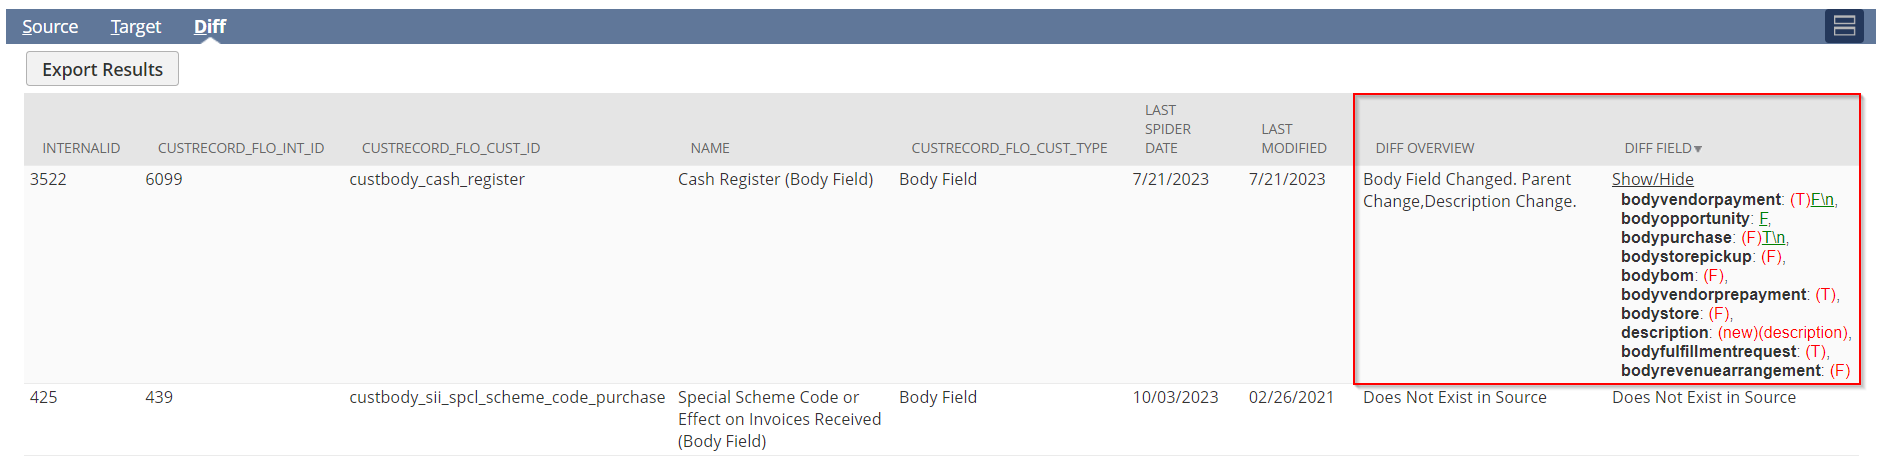 Source Target Diff
Export Results
LAST
SPIDER LAST
INTERNALID CUSTRECORD_FLO_INT_ID CUSTRECORD_FLO_CUST_ID NAME CUSTRECORD_FLO_CUST_TYPE DATE MODIFIED DIFF OVERVIEW DIFF FIELD▼
3522 6099 custbody_cash_register Cash Register (Body Field) Body Field 7/21/2023 7/21/2023 Body Field Changed. Parent Show/Hide
Change,Description Change.
bodyvendorpayment: (T)F\n,
bodyopportunity: F,
bodypurchase: (F)T\n,
bodystorepickup: (F),
bodybom: (F),
bodyvendorprepayment: (T),
bodystore: (F),
description: (new)(description),
bodyfulfillmentrequest: (T),
bodyrevenuearrangement: (F)
425 439 custbody_sii_spcl_scheme_code_purchase Special Scheme Code or Body Field 10/03/2023 02/26/2021 Does Not Exist in Source Does Not Exist in Source
Effect on Invoices Received
(Body Field)